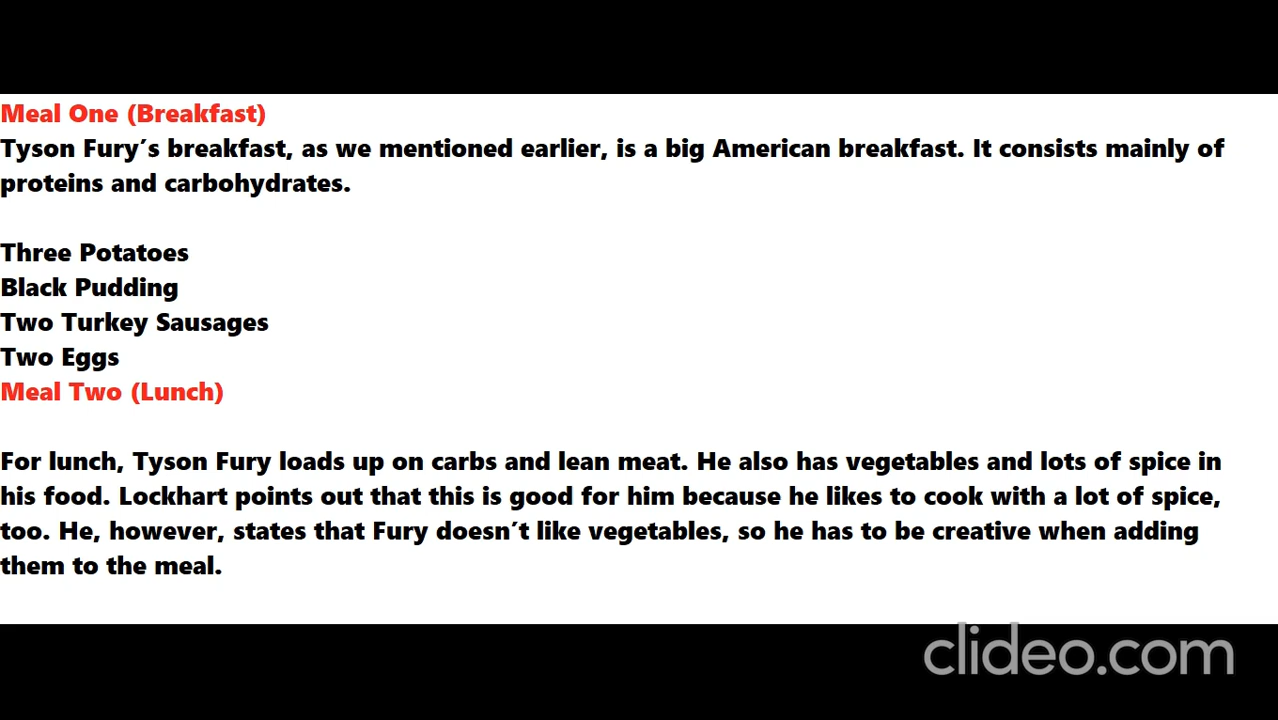 Meal One (Breakfast)
Tyson Fury’s breakfast, as we mentioned earlier, is a big American breakfast. It consists mainly of
proteins and carbohydrates.
Three Potatoes
Black Pudding
Two Turkey Sausages
Two Eggs
Meal Two (Lunch)
For lunch, Tyson Fury loads up on carbs and lean meat. He also has vegetables and lots of spice in
his food. Lockhart points out that this is good for him because he likes to cook with a lot of spice,
too. He, however, states that Fury doesn’t like vegetables, so he has to be creative when adding
them to the meal.
clideo.com